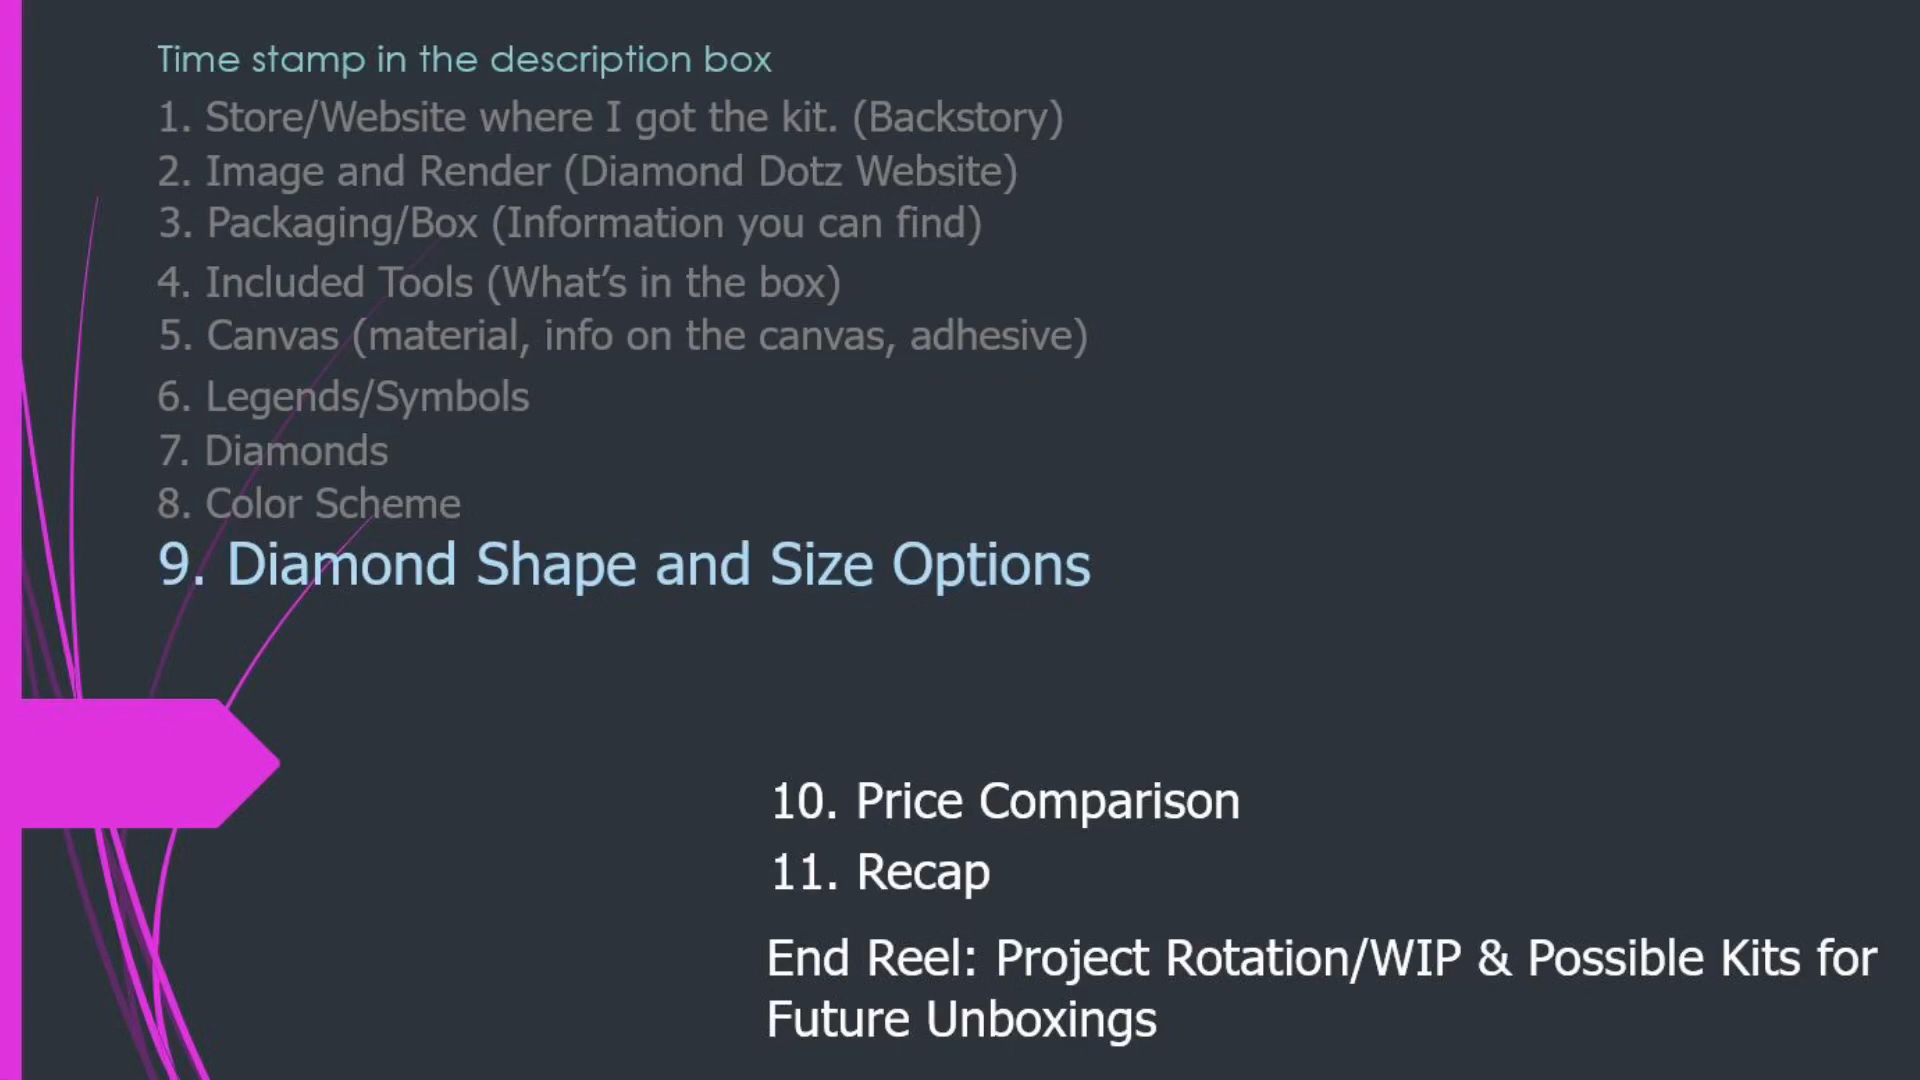 Time stamp in the description box
1. Store/Website where I got the kit. (Backstory)
2. Image and Render (Diamond Dotz Website)
3. Packaging/Box (Information you can find)
4. Included Tools (What’s in the box)
5. Canvas (material, info on the canvas, adhesive)
6. Legends/Symbols
7. Diamonds
8. Color Scheme
9. Diamond Shape and Size Options
10. Price Comparison
11. Recap
End Reel: Project Rotation/WIP & Possible Kits for
Future Unboxings